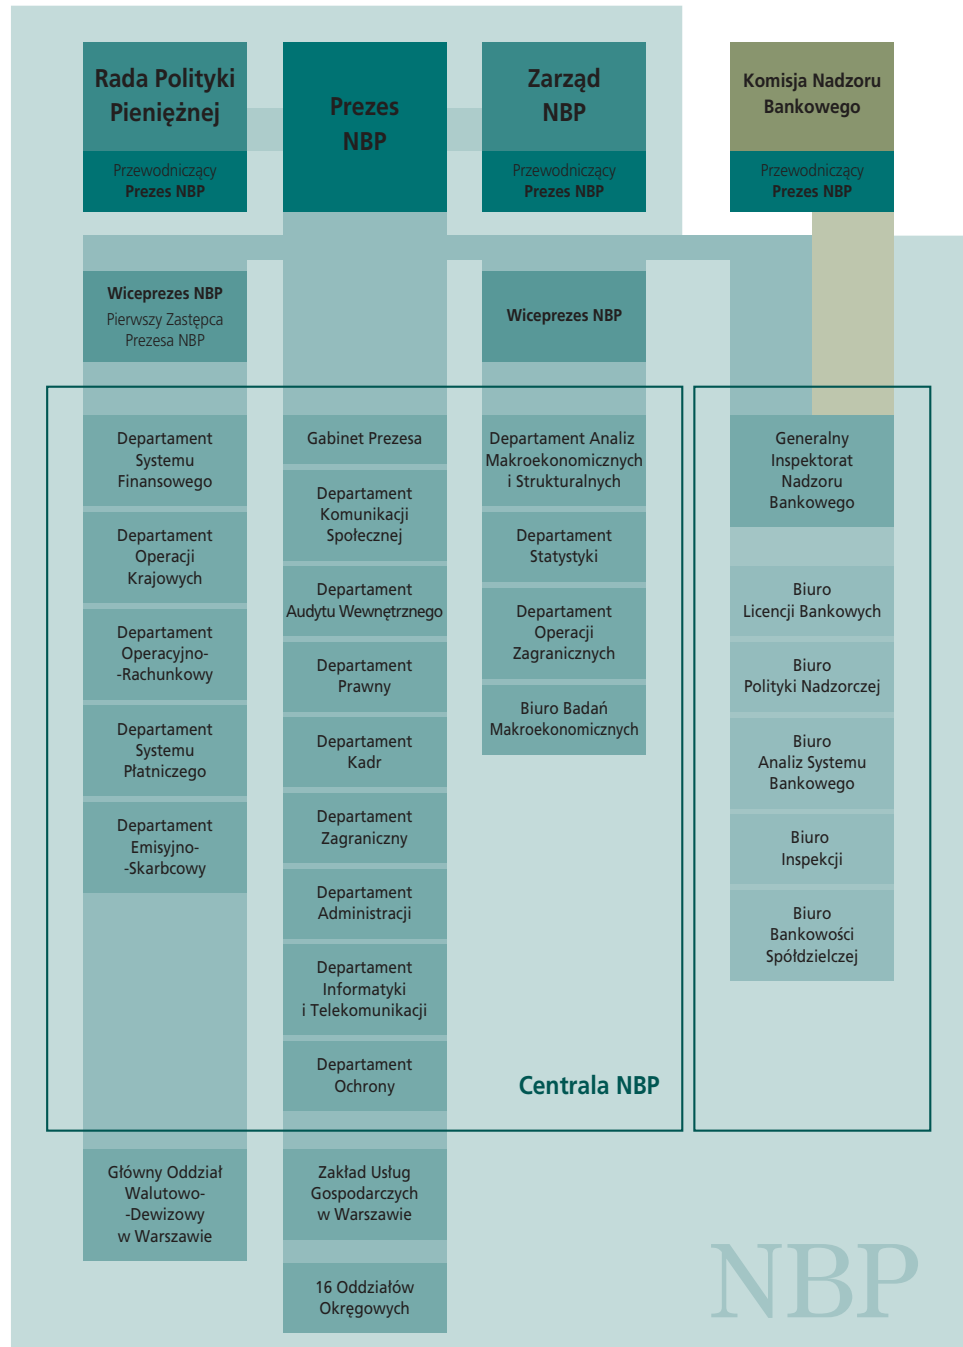 Rada Polityki
Pieniężnej
Przewodniczący
Prezes NBP
Prezes
NBP
Zarząd
NBP
Przewodniczący
Prezes NBP
Komisja Nadzoru
Bankowego
Przewodniczący
Prezes NBP
Wiceprezes NBP
Pierwszy Zastępca
Prezesa NBP
Wiceprezes NBP
Departament
Systemu
Finansowego
Departament
Operacji
Krajowych
Departament
Operacyjno-
-Rachunkowy
Departament
Systemu
Płatniczego
Departament
Emisyjno-
-Skarbcowy
Gabinet Prezesa
Departament
Komunikacji
Społecznej
Departament
Audytu Wewnętrznego
Departament
Prawny
Departament
Kadr
Departament
Zagraniczny
Departament
Administracji
Departament
Informatyki
i Telekomunikacji
Departament
Ochrony
Departament Analiz
Makroekonomicznych
i Strukturalnych
Departament
Statystyki
Departament
Operacji
Zagranicznych
Biuro Badań
Makroekonomicznych
Centrala NBP
Generalny
Inspektorat
Nadzoru
Bankowego
Biuro
Licencji Bankowych
Biuro
Polityki Nadzorczej
Biuro
Analiz Systemu
Bankowego
Biuro
Inspekcji
Biuro
Bankowości
Spółdzielczej
Główny Oddział
Walutowo-
-Dewizowy
w Warszawie
Zakład Usług
Gospodarczych
w Warszawie
16 Oddziałów
Okręgowych
NBP